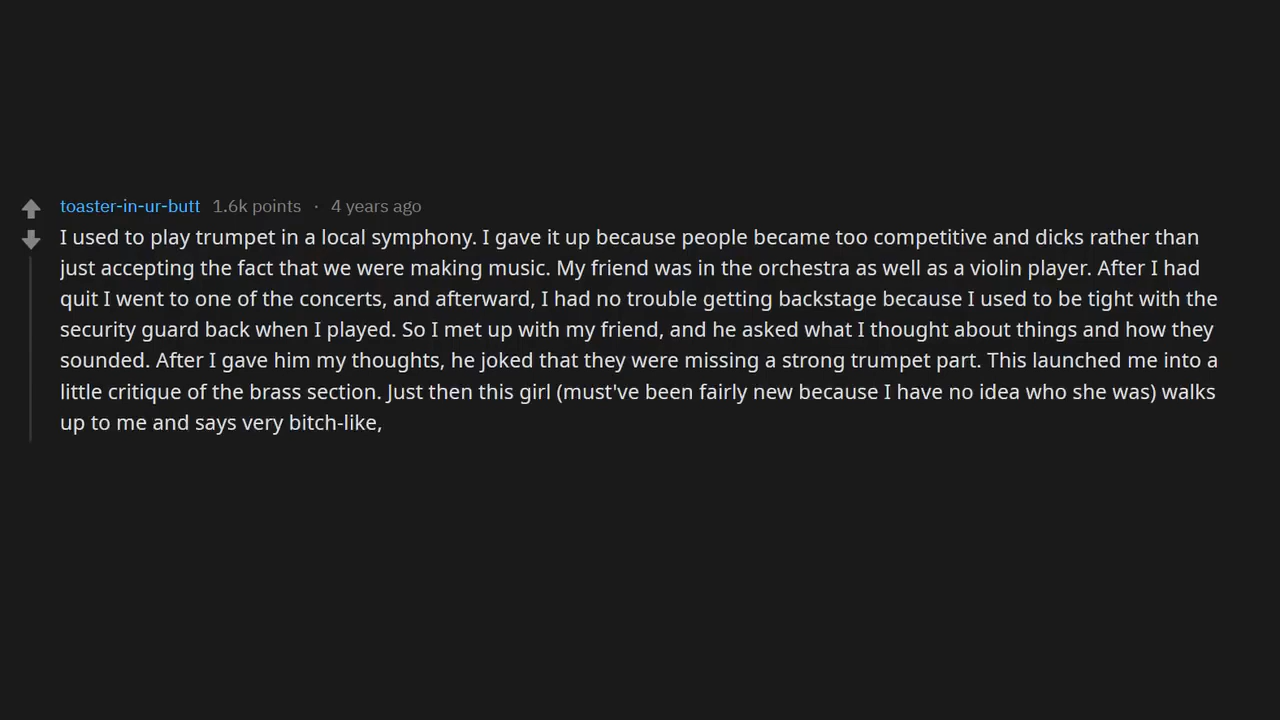 toaster-in-ur-butt 1.6k points · 4 years ago
I used to play trumpet in a local symphony. I gave it up because people became too competitive and dicks rather than
just accepting the fact that we were making music. My friend was in the orchestra as well as a violin player. After I had
quit I went to one of the concerts, and afterward, I had no trouble getting backstage because I used to be tight with the
security guard back when I played. So I met up with my friend, and he asked what I thought about things and how they
sounded. After I gave him my thoughts, he joked that they were missing a strong trumpet part. This launched me into a
little critique of the brass section. Just then this girl (must've been fairly new because I have no idea who she was) walks
up to me and says very bitch-like,